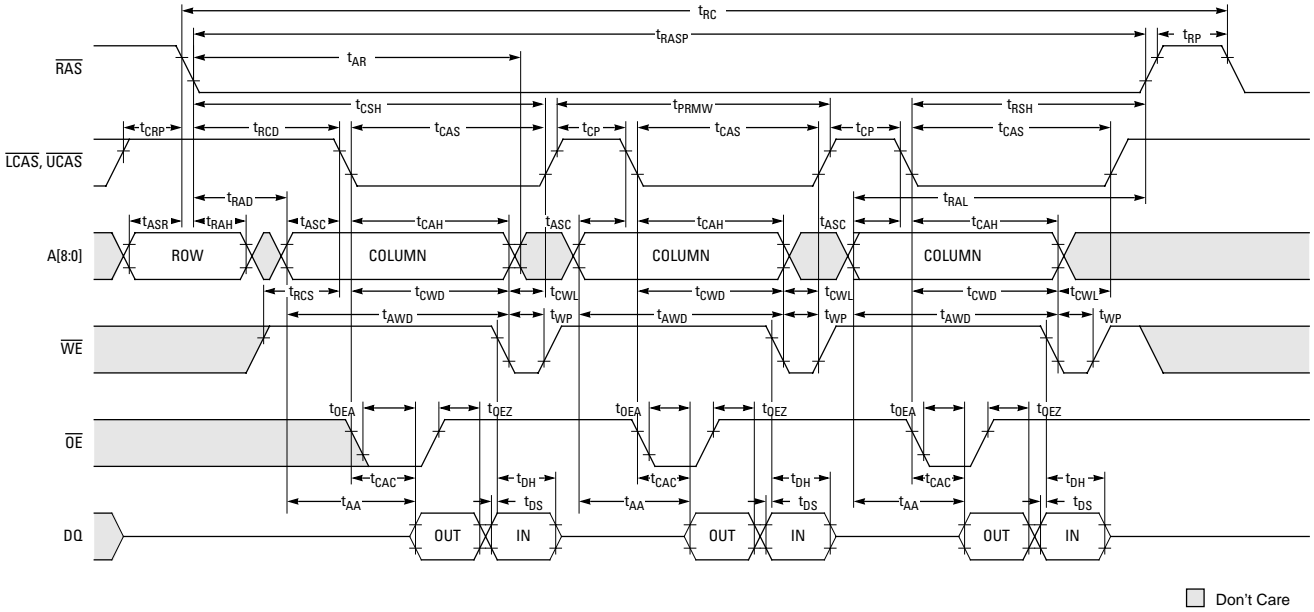 tRC
tRASP
tRP
tAR
RAS
tCSH
tPRMW
tRSH
tCRP
tRCD
tCAS
tCP
tCAS
tCP
tCAS
LCAS, UCAS
tRAD
tRAL
tASR
tRAH
tASC
tCAH
tASC
tCAH
tASC
tCAH
A[8:0]
ROW
COLUMN
COLUMN
COLUMN
tRCS
tCWD
tCWL
tCWD
tCWL
tCWD
tCWL
tAWD
tWP
tAWD
tWP
tAWD
tWP
WE
tOEA
tOEZ
tOEA
tOEZ
tOEA
tOEZ
OE
tCAC
tDH
tCAC
tDH
tCAC
tDH
tAA
tDS
tAA
tDS
tAA
tDS
DQ
OUT
IN
OUT
IN
OUT
IN
Don't Care